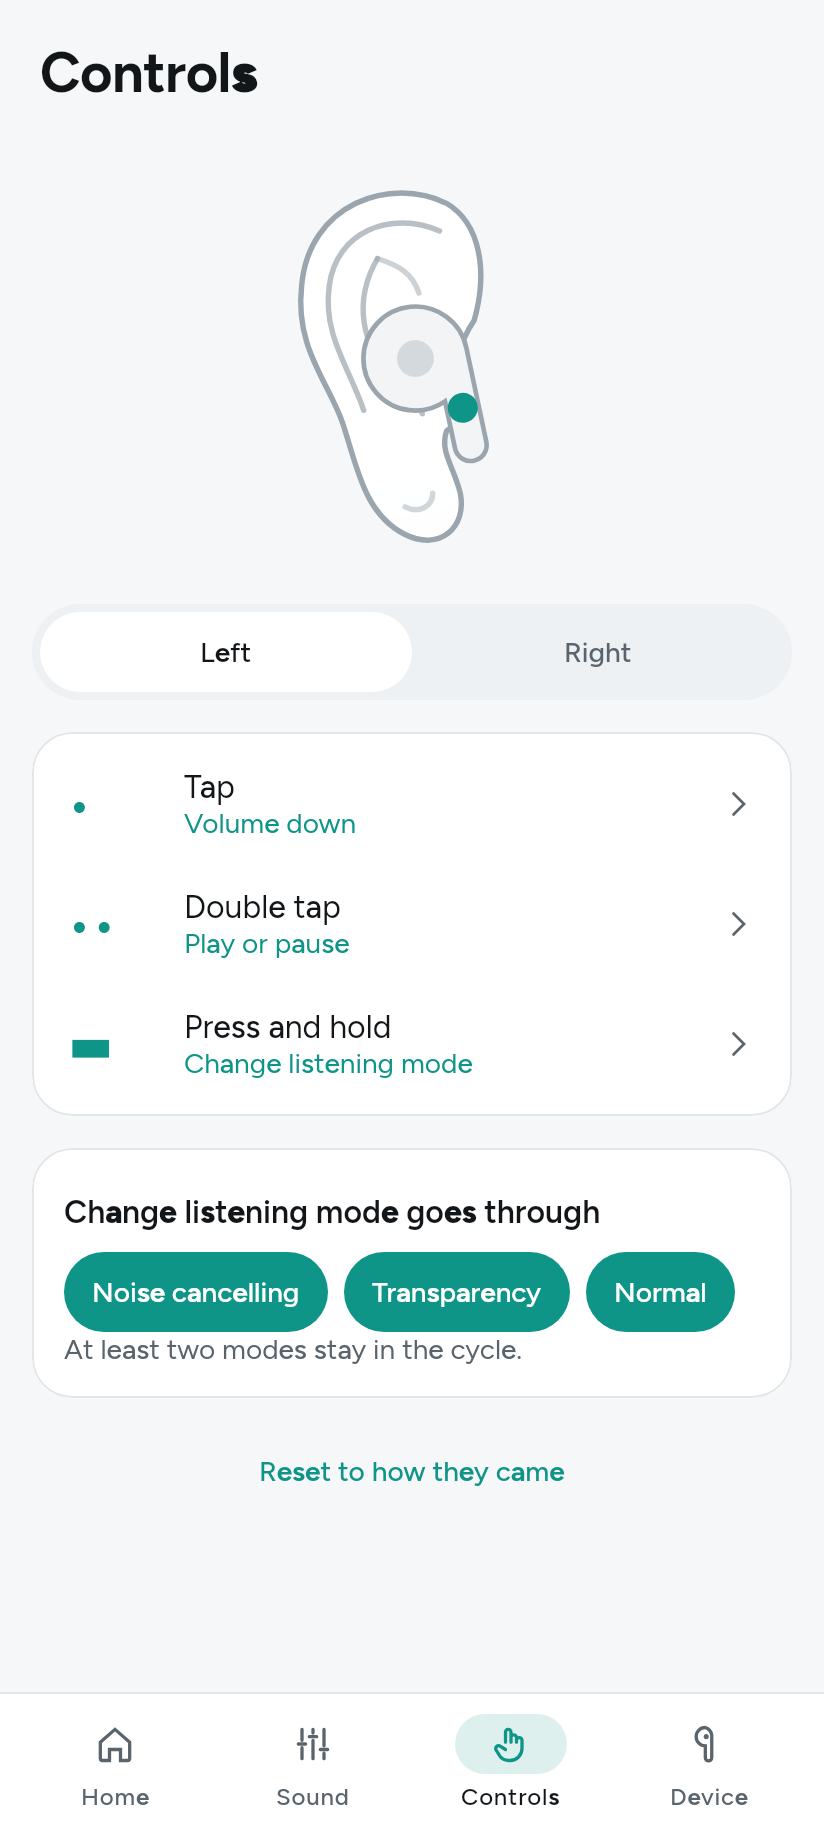 Controls
Left
Right
Tap
Volume down
Double tap
Play or pause
Press and hold
Change listening mode
Change listening mode goes through
Noise cancelling
Transparency
Normal
At least two modes stay in the cycle.
Reset to how they came
Home
Sound
Controls
Device